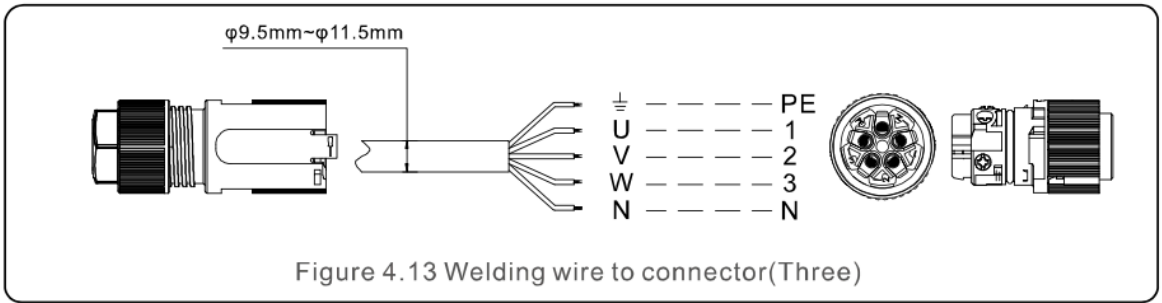 φ9.5mm~φ11.5mm
⏚ — — — — — PE
U — — — — — 1
V — — — — — 2
W — — — — — 3
N — — — — — N
Figure 4.13 Welding wire to connector(Three)